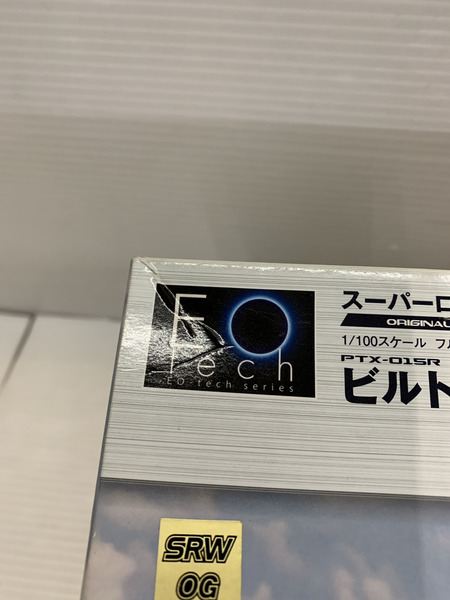 EO
Tech
EO-tech series
スーパーロ
ORIGINAL
1/100スケール フル
PTX-015R
ビルト
SRW
OG